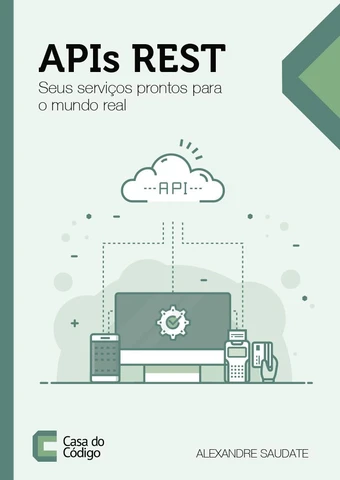 APIs REST
Seus serviços prontos para
o mundo real
API
Casa do
Código
ALEXANDRE SAUDATE